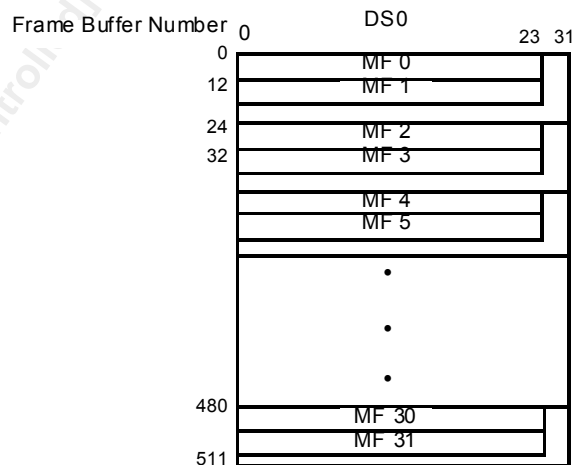 Frame Buffer Number
DS0
0
23 31
0
MF 0
12
MF 1
24
MF 2
32
MF 3
MF 4
MF 5
480
MF 30
MF 31
511